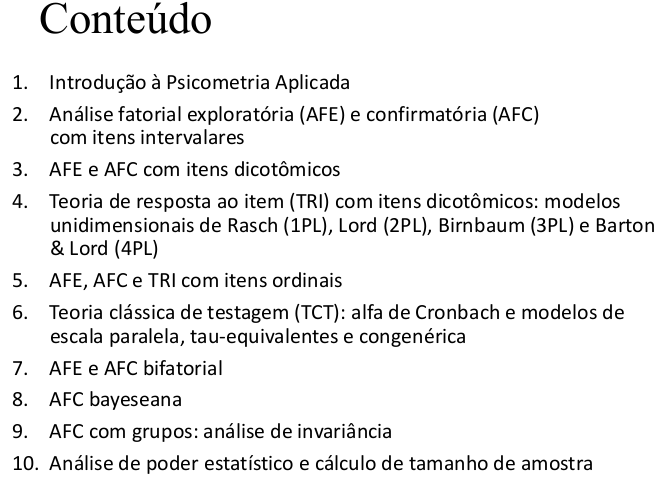 Conteúdo
1. Introdução à Psicometria Aplicada
2. Análise fatorial exploratória (AFE) e confirmatória (AFC)
com itens intervalares
3. AFE e AFC com itens dicotômicos
4. Teoria de resposta ao item (TRI) com itens dicotômicos: modelos
unidimensionais de Rasch (1PL), Lord (2PL), Birnbaum (3PL) e Barton
& Lord (4PL)
5. AFE, AFC e TRI com itens ordinais
6. Teoria clássica de testagem (TCT): alfa de Cronbach e modelos de
escala paralela, tau-equivalentes e congenérica
7. AFE e AFC bifatorial
8. AFC bayeseana
9. AFC com grupos: análise de invariância
10. Análise de poder estatístico e cálculo de tamanho de amostra